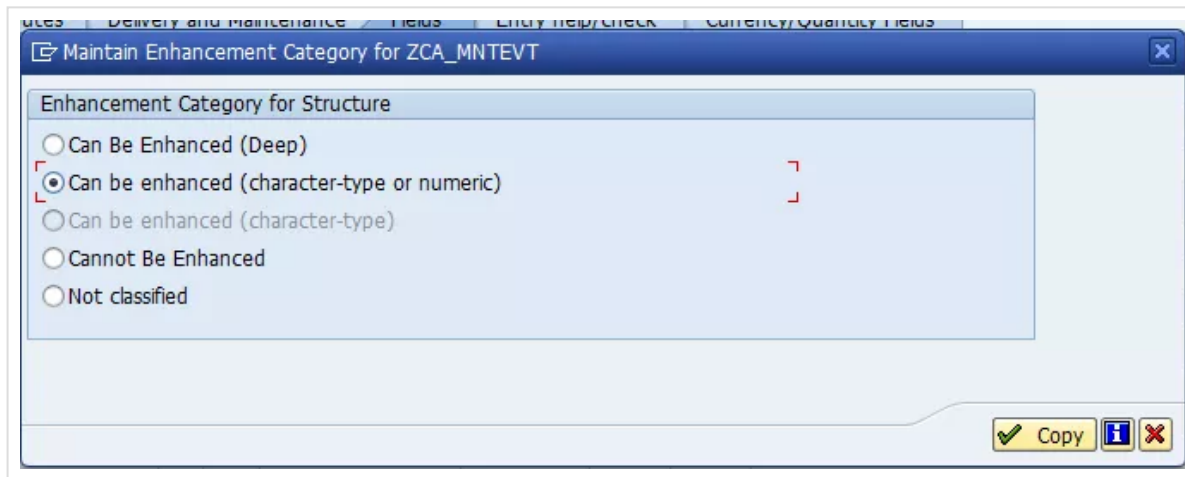 utes Delivery and Maintenance Fields Entry help/check Currency/Quantity Fields
Maintain Enhancement Category for ZCA_MNTEVT
Enhancement Category for Structure
Can Be Enhanced (Deep)
Can be enhanced (character-type or numeric)
Can be enhanced (character-type)
Cannot Be Enhanced
Not classified
Copy